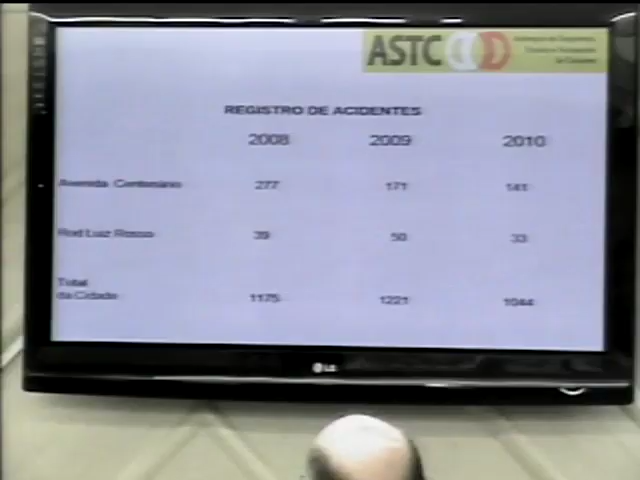 ASTC
REGISTRO DE ACIDENTES
2008 2009 2010
Avenida Centenário 277 171 141
Rod Luiz Rosso 39 50 33
Total
da Cidade 1175 1221 1044
LG